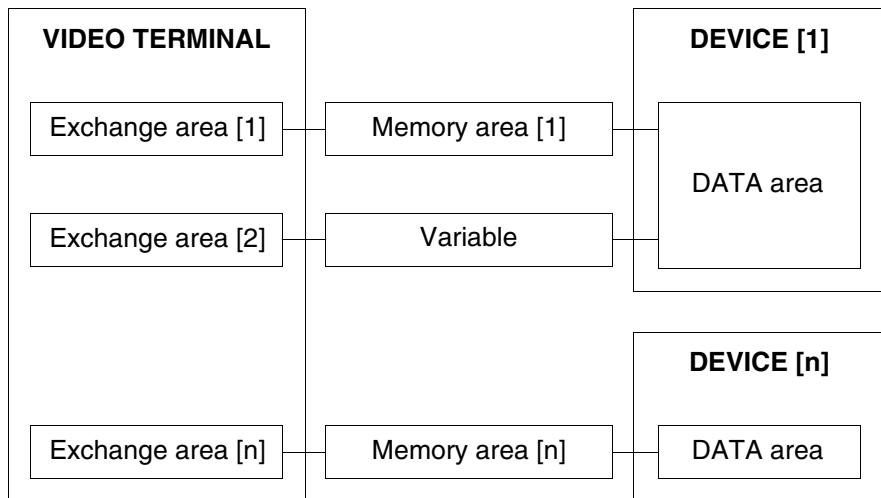 VIDEO TERMINAL
DEVICE [1]
Exchange area [1]
Memory area [1]
DATA area
Exchange area [2]
Variable
DEVICE [n]
Exchange area [n]
Memory area [n]
DATA area